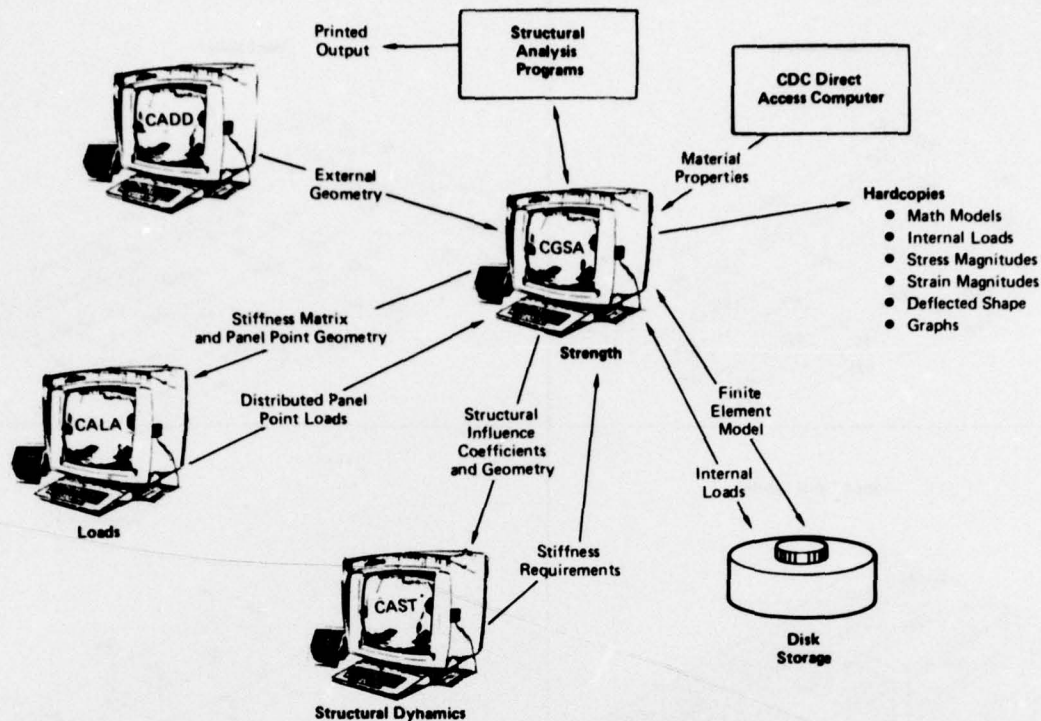 Printed
Output
Structural
Analysis
Programs
CDC Direct
Access Computer
CADD
External
Geometry
Material
Properties
CGSA
Strength
Hardcopies
● Math Models
● Internal Loads
● Stress Magnitudes
● Strain Magnitudes
● Deflected Shape
● Graphs
Stiffness Matrix
and Panel Point Geometry
Distributed Panel
Point Loads
CALA
Loads
Structural
Influence
Coefficients
and Geometry
Stiffness
Requirements
Finite
Element
Model
Internal
Loads
CAST
Structural Dynamics
Disk
Storage